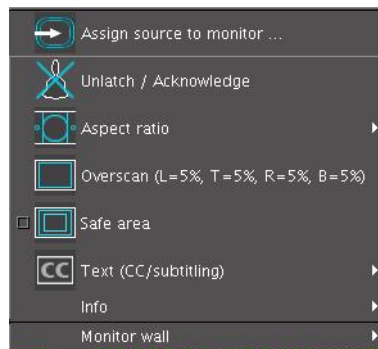 Assign source to monitor ...
Unlatch / Acknowledge
Aspect ratio
Overscan (L=5%, T=5%, R=5%, B=5%)
Safe area
CC Text (CC/subtitling)
Info
Monitor wall